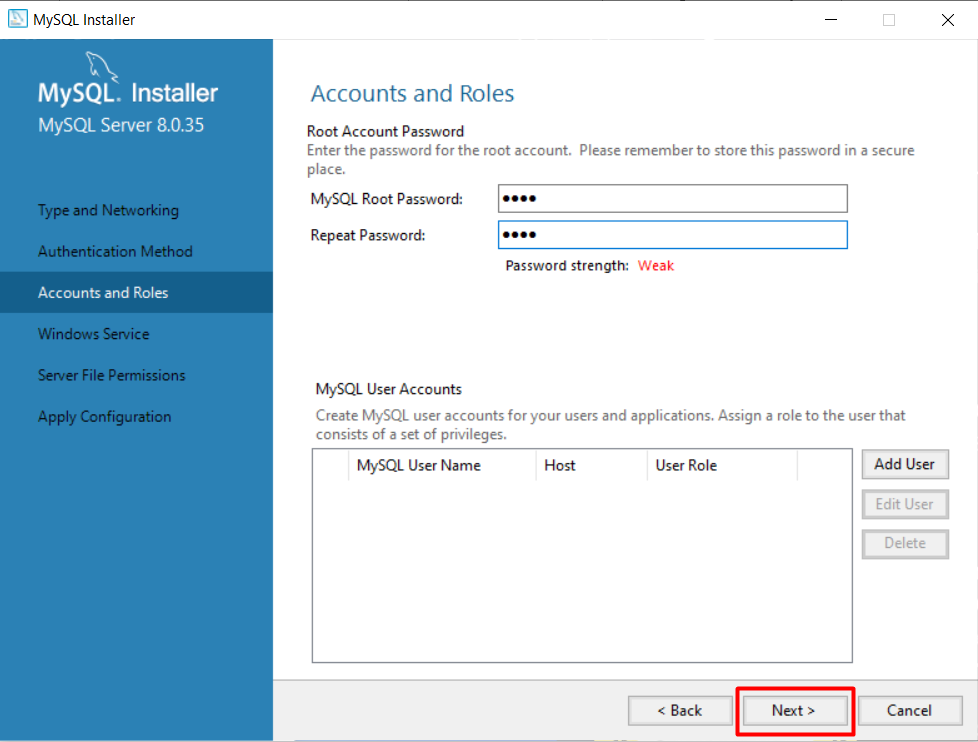 MySQL Installer
MySQL. Installer
MySQL Server 8.0.35
Type and Networking
Authentication Method
Accounts and Roles
Windows Service
Server File Permissions
Apply Configuration
Accounts and Roles
Root Account Password
Enter the password for the root account.  Please remember to store this password in a secure
place.
MySQL Root Password: ●●●●
Repeat Password: ●●●●
Password strength: Weak
MySQL User Accounts
Create MySQL user accounts for your users and applications. Assign a role to the user that
consists of a set of privileges.
MySQL User Name Host User Role
Add User
Edit User
Delete
< Back Next > Cancel